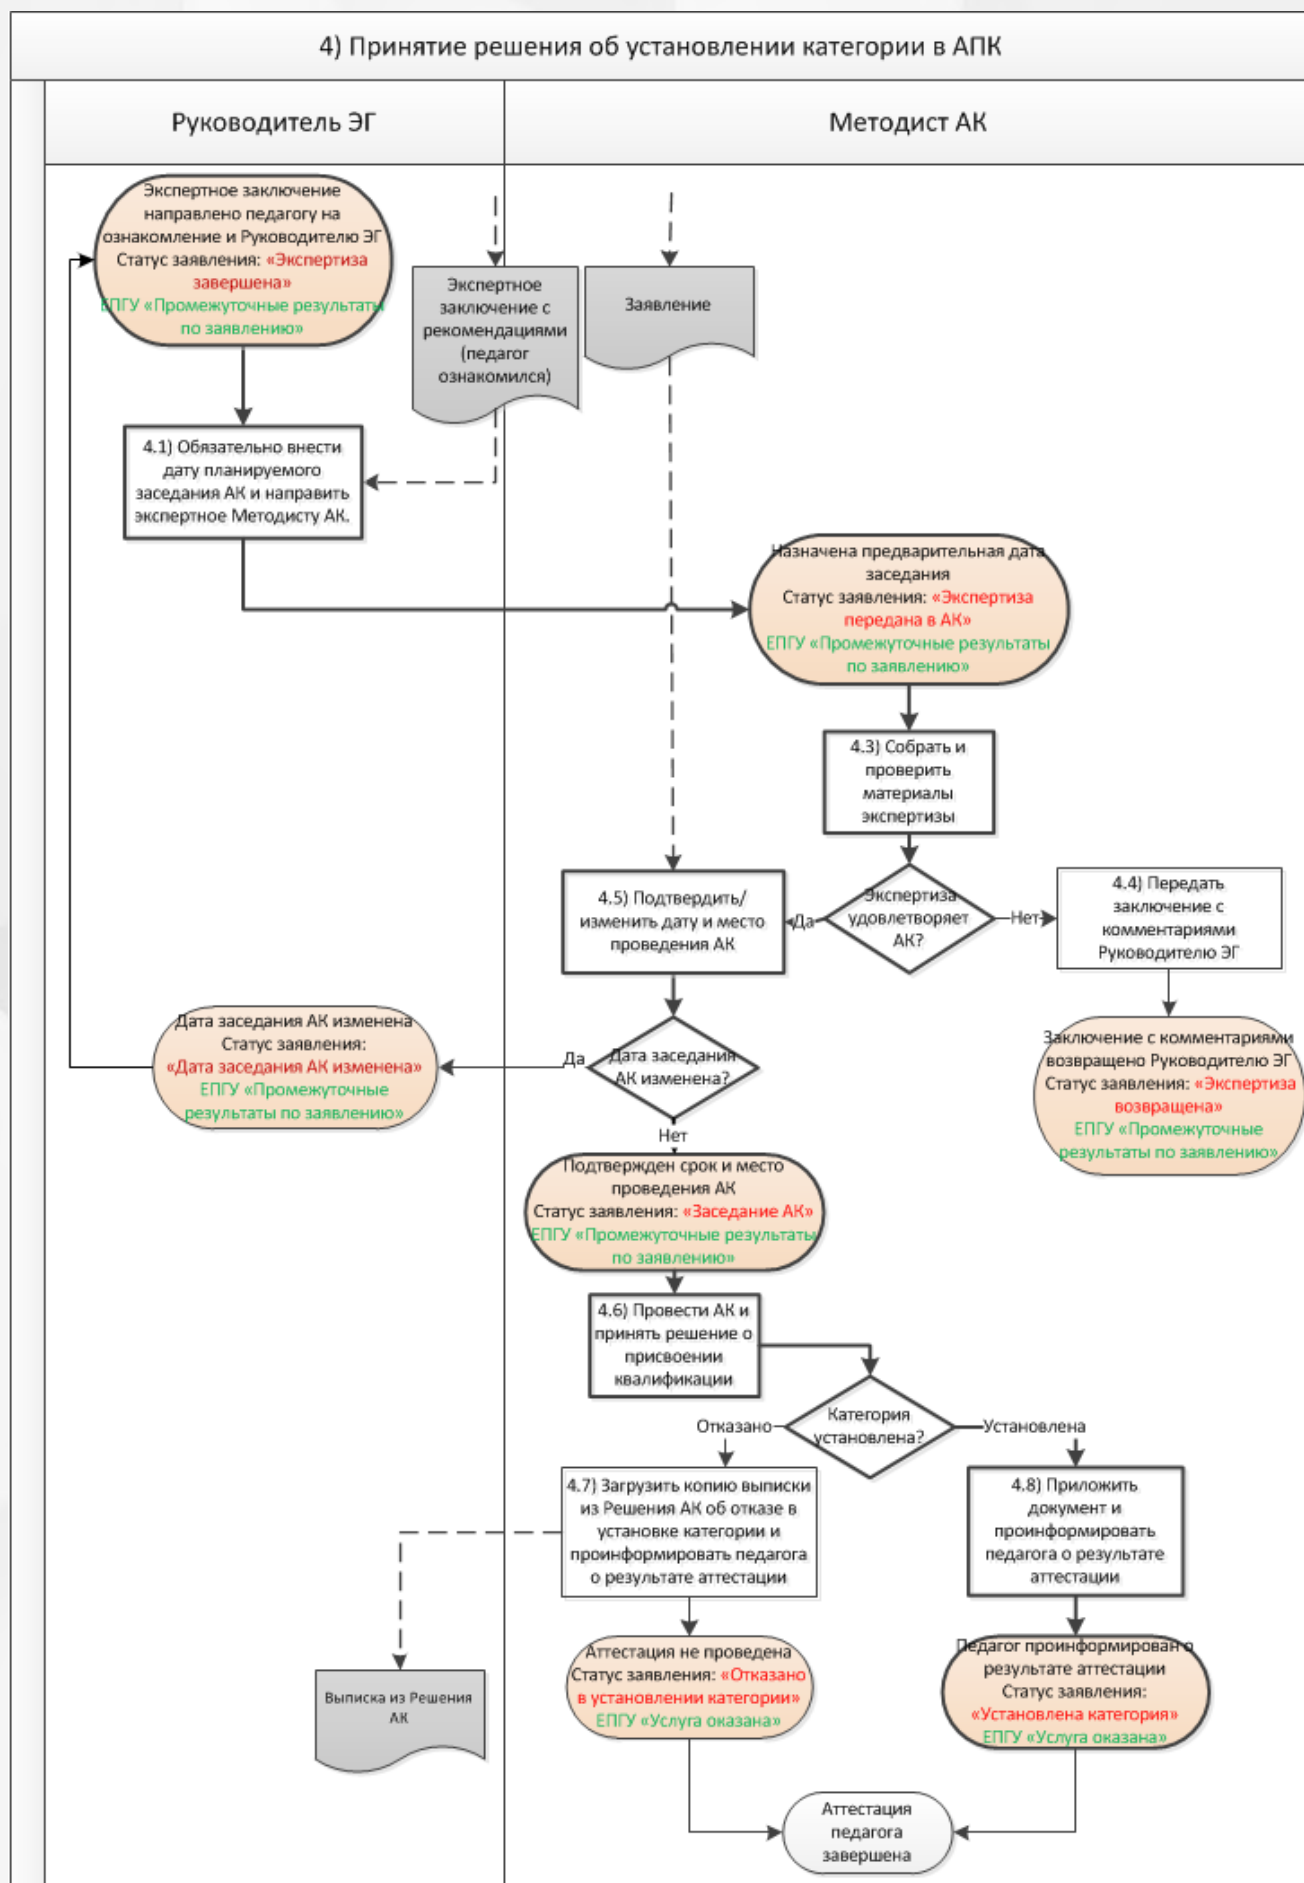 4) Принятие решения об установлении категории в АПК
Руководитель ЭГ
Методист АК
Экспертное заключение
направлено педагогу на
ознакомление и Руководителю ЭГ
Статус заявления: «Экспертиза
завершена»
ЕПГУ «Промежуточные результаты
по заявлению»
Экспертное
заключение с
рекомендациями
(педагог
ознакомился)
Заявление
4.1) Обязательно внести
дату планируемого
заседания АК и направить
экспертное Методисту АК.
Назначена предварительная дата
заседания
Статус заявления: «Экспертиза
передана в АК»
ЕПГУ «Промежуточные результаты
по заявлению»
4.3) Собрать и
проверить
материалы
экспертизы
Экспертиза
удовлетворяет
АК?
Да
Нет
4.4) Передать
заключение с
комментариями
Руководителю ЭГ
4.5) Подтвердить/
изменить дату и место
проведения АК
Заключение с комментариями
возвращено Руководителю ЭГ
Статус заявления: «Экспертиза
возвращена»
ЕПГУ «Промежуточные
результаты по заявлению»
Дата заседания
АК изменена?
Да
Дата заседания АК изменена
Статус заявления:
«Дата заседания АК изменена»
ЕПГУ «Промежуточные
результаты по заявлению»
Нет
Подтвержден срок и место
проведения АК
Статус заявления: «Заседание АК»
ЕПГУ «Промежуточные результаты
по заявлению»
4.6) Провести АК и
принять решение о
присвоении
квалификации
Категория
установлена?
Отказано
Установлена
4.7) Загрузить копию выписки
из Решения АК об отказе в
установке категории и
проинформировать педагога
о результате аттестации
4.8) Приложить
документ и
проинформировать
педагога о результате
аттестации
Выписка из Решения
АК
Аттестация не проведена
Статус заявления: «Отказано
в установлении категории»
ЕПГУ «Услуга оказана»
Педагог проинформирован о
результате аттестации
Статус заявления:
«Установлена категория»
ЕПГУ «Услуга оказана»
Аттестация
педагога
завершена